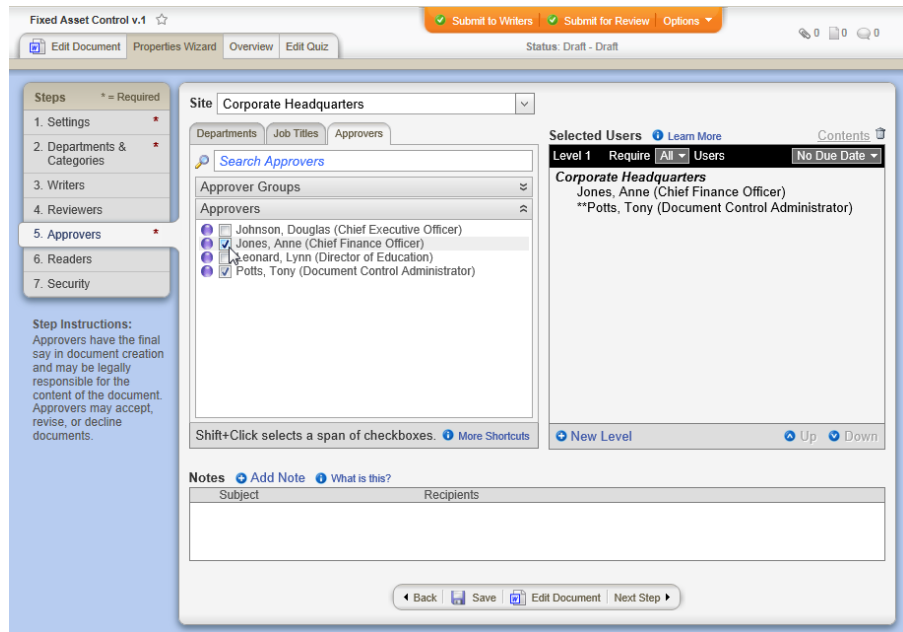 Fixed Asset Control v.1
Submit to Writers Submit for Review Options
Edit Document Properties Wizard Overview Edit Quiz
Status: Draft - Draft
0 0 0
Steps * = Required
1. Settings *
2. Departments & *
Categories
3. Writers
4. Reviewers
5. Approvers *
6. Readers
7. Security
Step Instructions:
Approvers have the final
say in document creation
and may be legally
responsible for the
content of the document.
Approvers may accept,
revise, or decline
documents.
Site Corporate Headquarters
Departments Job Titles Approvers
Search Approvers
Approver Groups
Approvers
Johnson, Douglas (Chief Executive Officer)
Jones, Anne (Chief Finance Officer)
Leonard, Lynn (Director of Education)
Potts, Tony (Document Control Administrator)
Shift+Click selects a span of checkboxes. More Shortcuts
Selected Users Learn More Contents
Level 1 Require All Users No Due Date
Corporate Headquarters
Jones, Anne (Chief Finance Officer)
**Potts, Tony (Document Control Administrator)
New Level Up Down
Notes Add Note What is this?
Subject Recipients
Back Save Edit Document Next Step